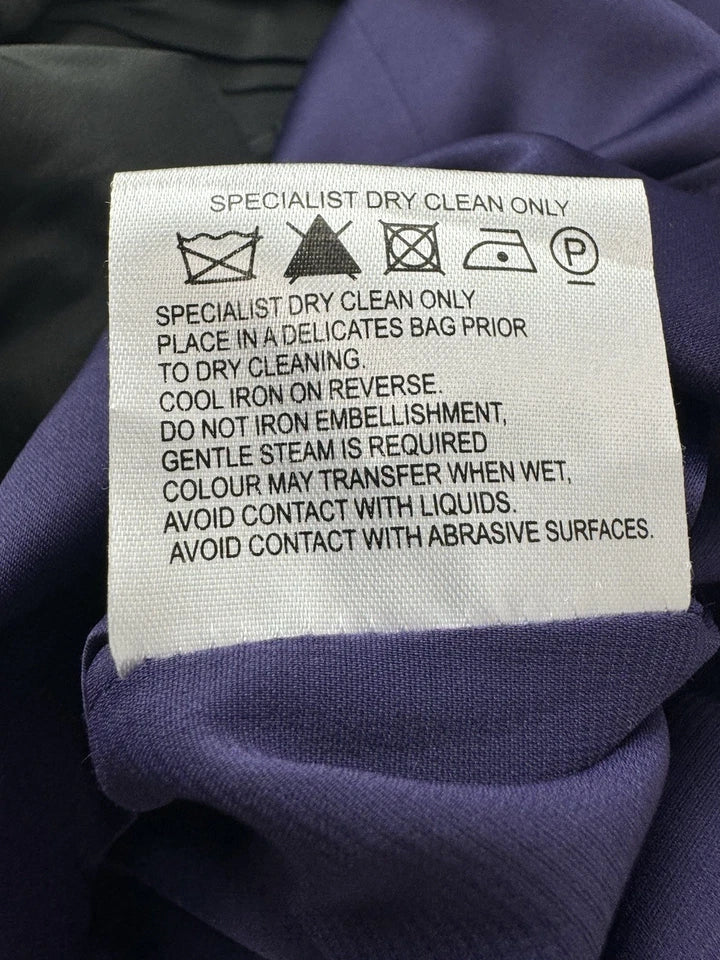 SPECIALIST DRY CLEAN ONLY
P
SPECIALIST DRY CLEAN ONLY
PLACE IN A DELICATES BAG PRIOR
TO DRY CLEANING.
COOL IRON ON REVERSE.
DO NOT IRON EMBELLISHMENT,
GENTLE STEAM IS REQUIRED
COLOUR MAY TRANSFER WHEN WET,
AVOID CONTACT WITH LIQUIDS.
AVOID CONTACT WITH ABRASIVE SURFACES.